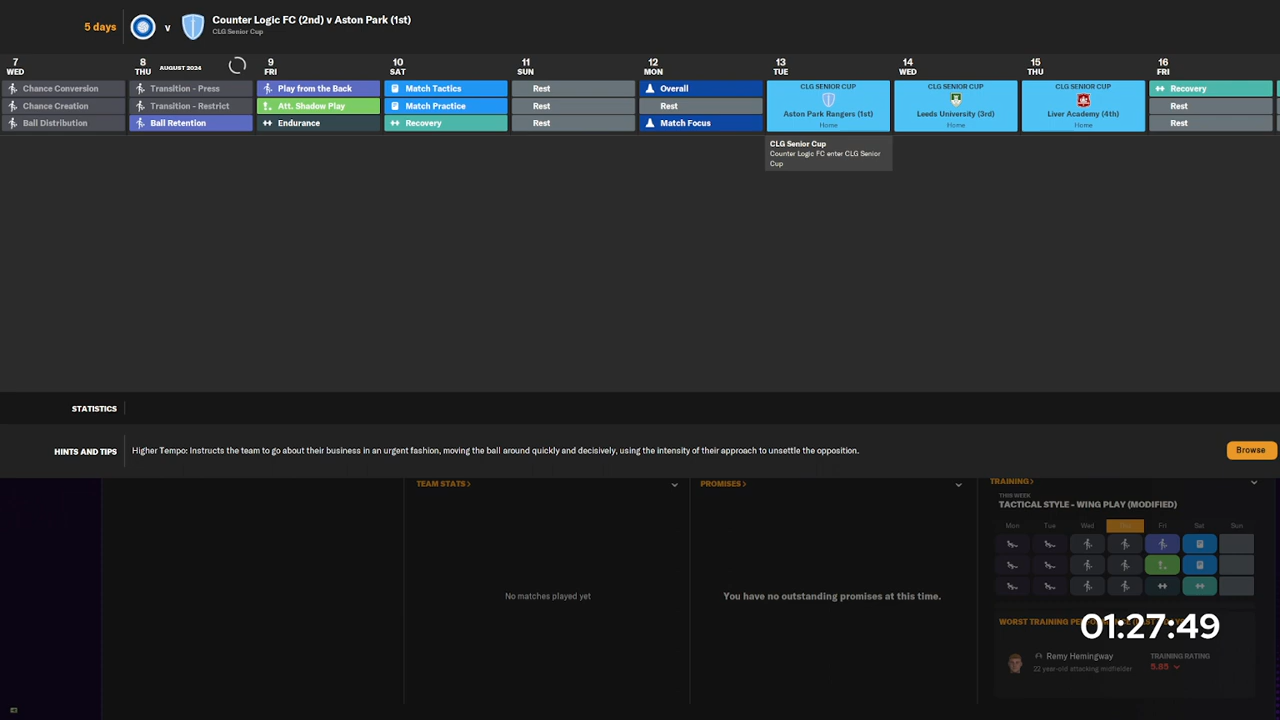 5 days
v
Counter Logic FC (2nd) v Aston Park (1st)
CLG Senior Cup
7 WED
8 THU AUGUST 2024
9 FRI
10 SAT
11 SUN
12 MON
13 TUE
14 WED
15 THU
16 FRI
Chance Conversion
Chance Creation
Ball Distribution
Transition - Press
Transition - Restrict
Ball Retention
Play from the Back
Att. Shadow Play
Endurance
Match Tactics
Match Practice
Recovery
Rest
Rest
Rest
Overall
Rest
Match Focus
CLG SENIOR CUP
Aston Park Rangers (1st)
Home
CLG SENIOR CUP
Leeds University (3rd)
Home
CLG SENIOR CUP
Liver Academy (4th)
Home
Recovery
Rest
Rest
CLG Senior Cup
Counter Logic FC enter CLG Senior
Cup
STATISTICS
HINTS AND TIPS
Higher Tempo: Instructs the team to go about their business in an urgent fashion, moving the ball around quickly and decisively, using the intensity of their approach to unsettle the opposition.
Browse
TEAM STATS >
No matches played yet
PROMISES >
You have no outstanding promises at this time.
TRAINING >
THIS WEEK
TACTICAL STYLE - WING PLAY (MODIFIED)
Mon Tue Wed Fri Sat Sun
01:27:49
Remy Hemingway
22 year-old attacking midfielder
TRAINING RATING
5.85